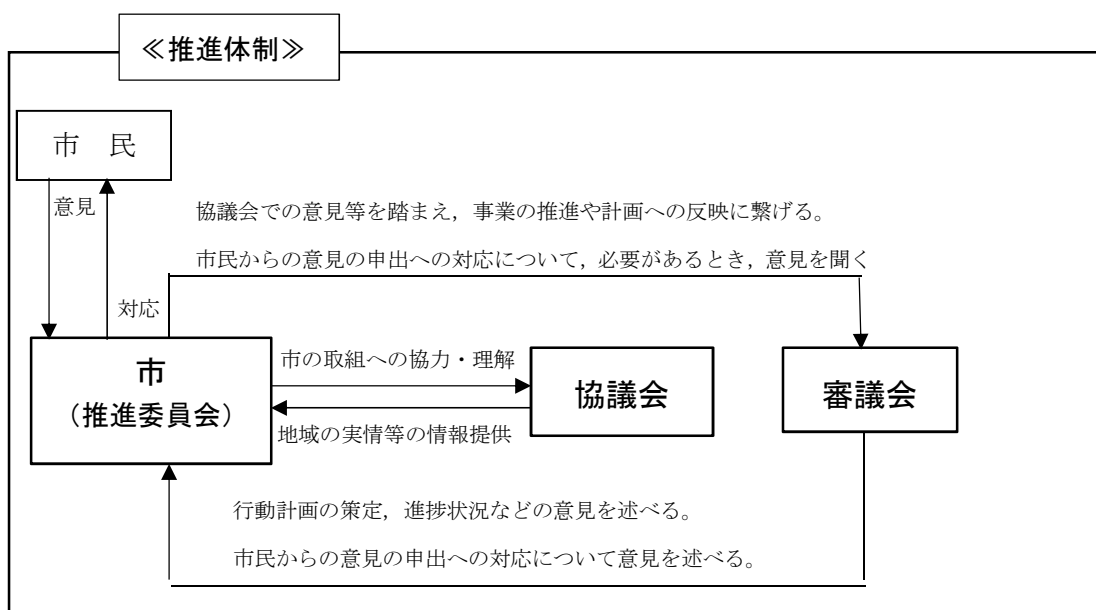 ≪推進体制≫
市　民
意見
対応
協議会での意見等を踏まえ，事業の推進や計画への反映に繋げる。
市民からの意見の申出への対応について，必要があるとき，意見を聞く
市
（推進委員会）
市の取組への協力・理解
地域の実情等の情報提供
協議会
審議会
行動計画の策定，進捗状況などの意見を述べる。
市民からの意見の申出への対応について意見を述べる。